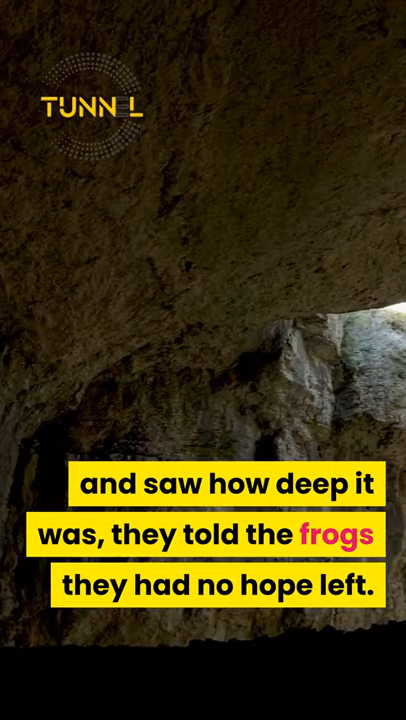 TUNNEL
and saw how deep it
was, they told the frogs
they had no hope left.